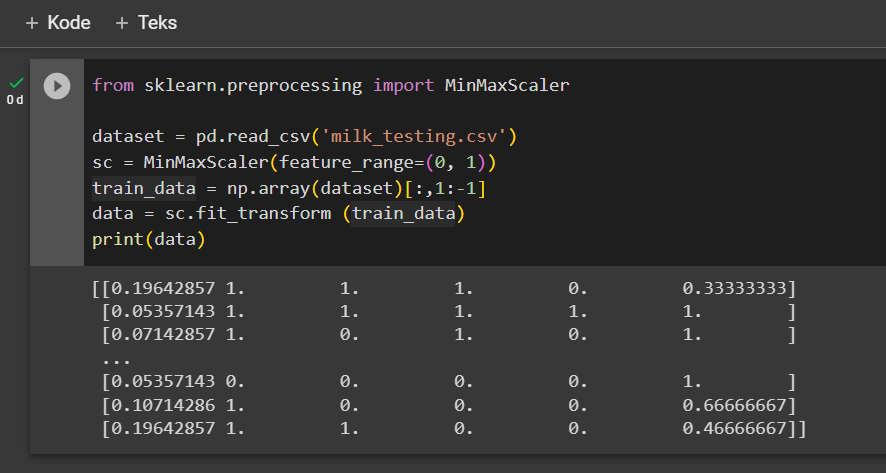 + Kode + Teks
from sklearn.preprocessing import MinMaxScaler
0 d
dataset = pd.read_csv('milk_testing.csv')
sc = MinMaxScaler(feature_range=(0, 1))
train_data = np.array(dataset)[:,1:-1]
data = sc.fit_transform (train_data)
print(data)
[[0.19642857 1.         1.         1.         0.         0.33333333]
 [0.05357143 1.         1.         1.         1.         1.        ]
 [0.07142857 1.         0.         1.         0.         1.        ]
 ...
 [0.05357143 0.         0.         0.         0.         1.        ]
 [0.10714286 1.         0.         0.         0.         0.66666667]
 [0.19642857 1.         1.         0.         0.         0.46666667]]